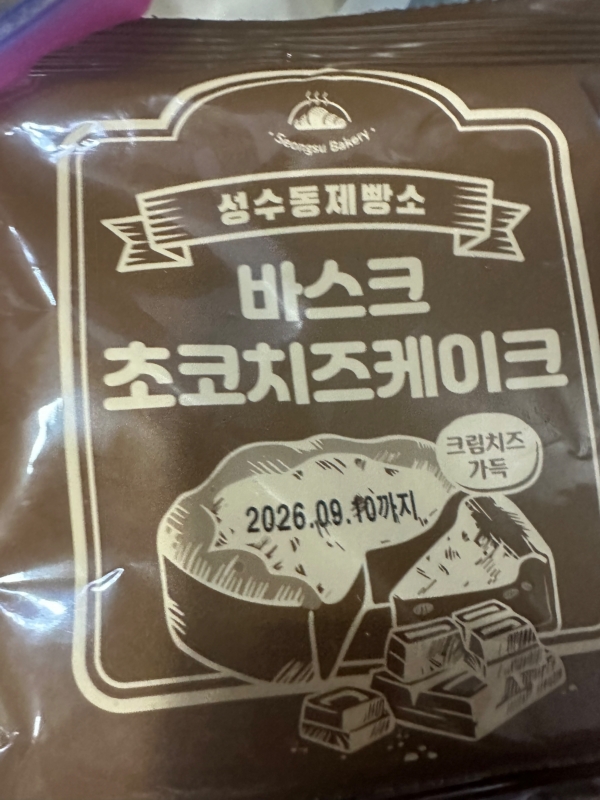 Seongsu Bakery
성수동제빵소
바스크
초코치즈케이크
크림치즈
가득
2026.09.10까지